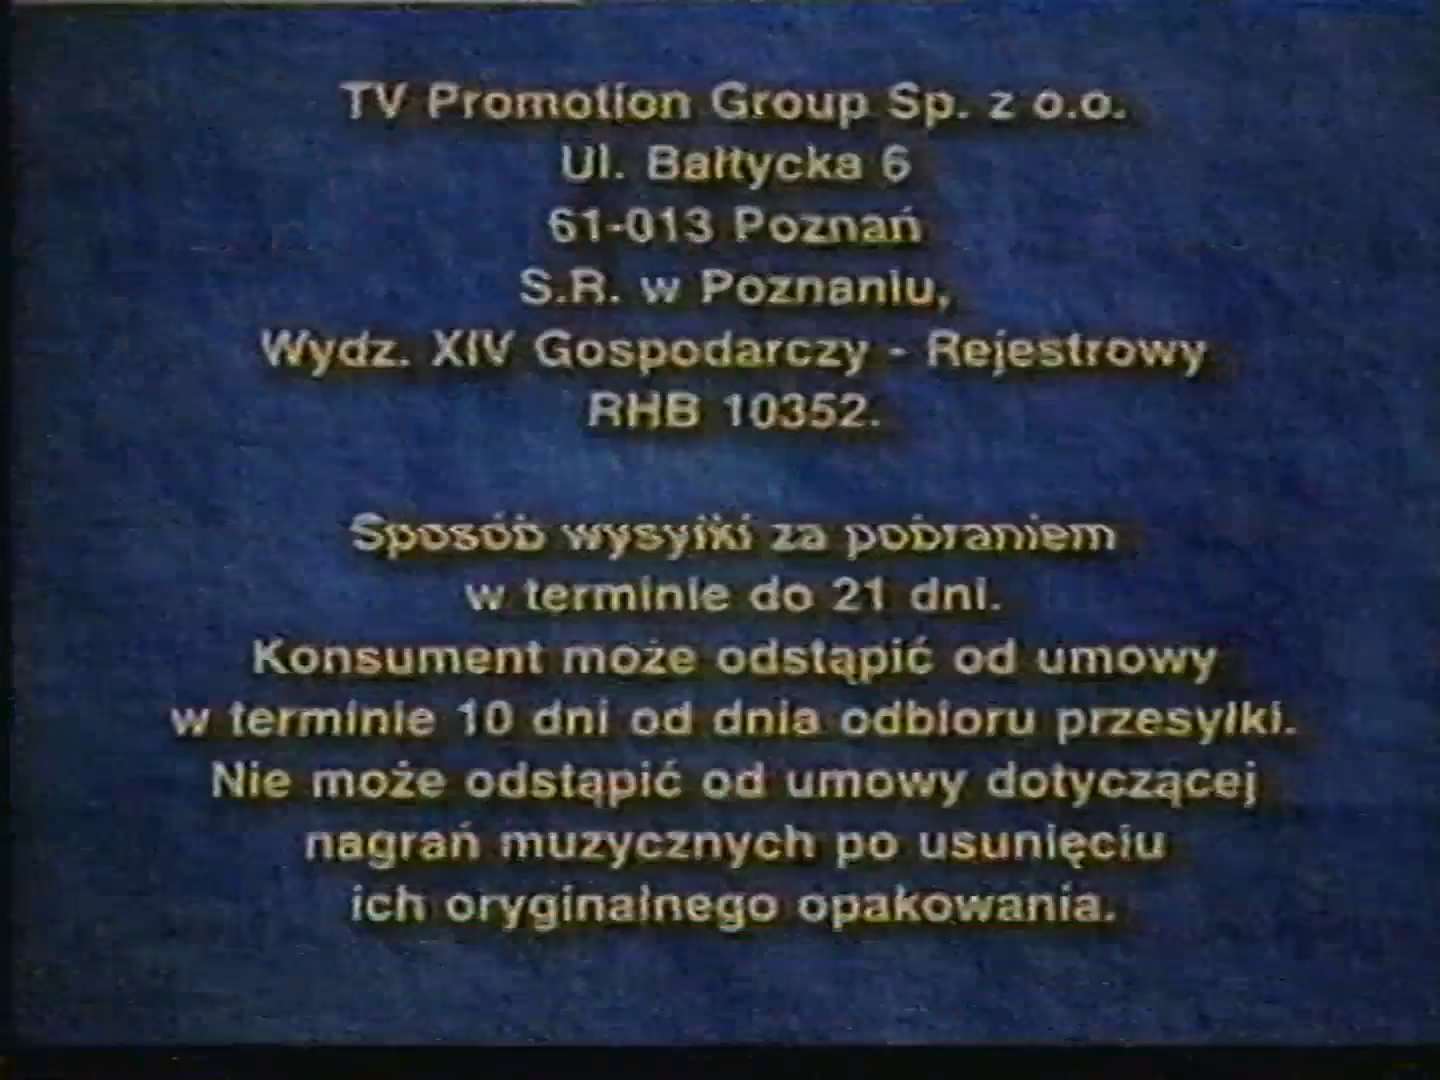 TV Promotion Group Sp. z o.o.
Ul. Bałtycka 6
61-013 Poznań
S.R. w Poznaniu,
Wydz. XIV Gospodarczy - Rejestrowy
RHB 10352.
Sposób wysyłki za pobraniem
w terminie do 21 dni.
Konsument może odstąpić od umowy
w terminie 10 dni od dnia odbioru przesyłki.
Nie może odstąpić od umowy dotyczącej
nagrań muzycznych po usunięciu
ich oryginalnego opakowania.